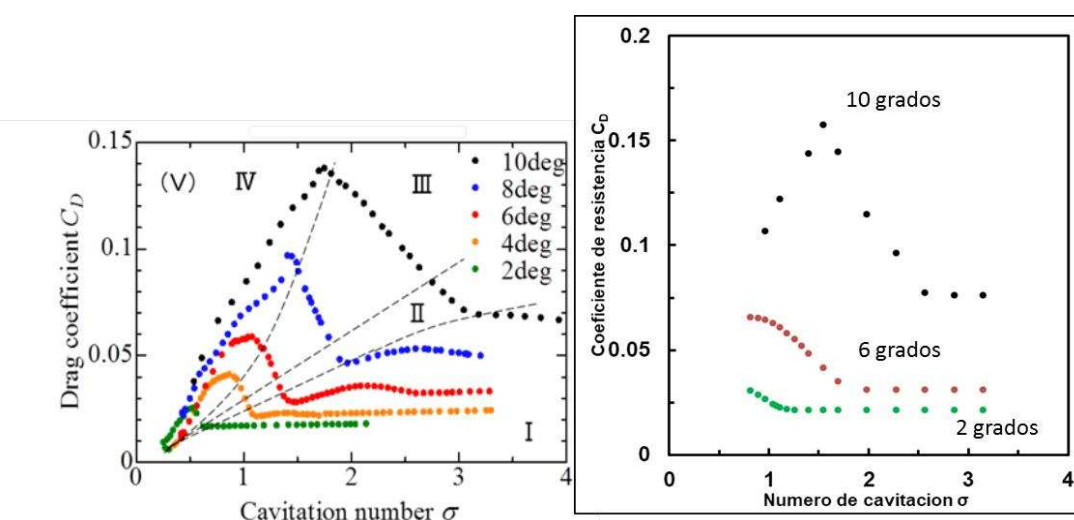 0.15
0.1
0.05
0
0
1
2
3
4
Drag coefficient C_D
Cavitation number σ
(V)
IV
III
II
I
10deg
8deg
6deg
4deg
2deg
0.2
0.15
0.1
0.05
0
0
1
2
3
4
Coeficiente de resistencia C_D
Numero de cavitacion σ
10 grados
6 grados
2 grados